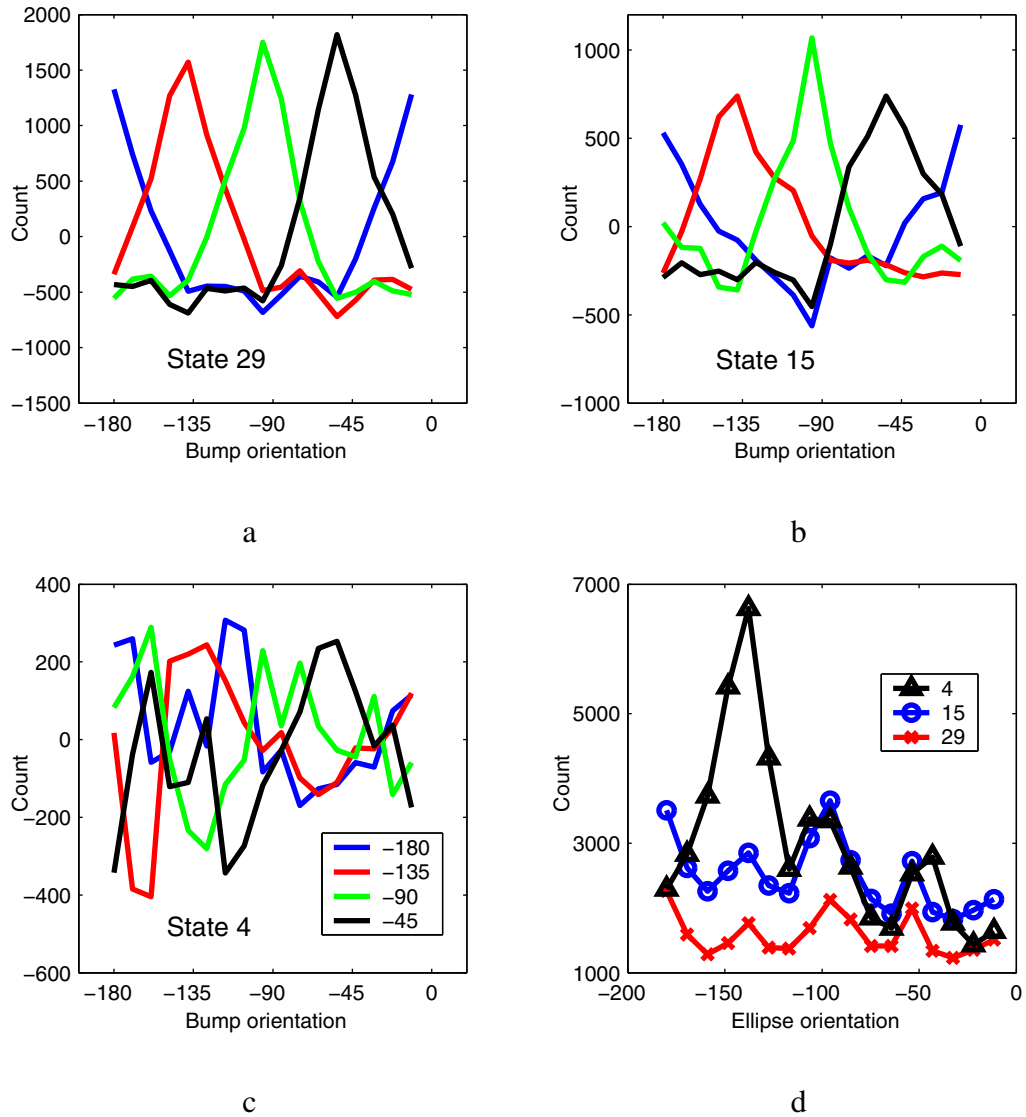 2000
1500
1000
500
0
−500
−1000
−1500
Count
State 29
−180 −135 −90 −45 0
Bump orientation
a
1000
500
0
−500
−1000
Count
State 15
−180 −135 −90 −45 0
Bump orientation
b
400
200
0
−200
−400
−600
Count
State 4
−180
−135
−90
−45
−180 −135 −90 −45 0
Bump orientation
c
7000
5000
3000
1000
Count
4
15
29
−200 −150 −100 −50 0
Ellipse orientation
d